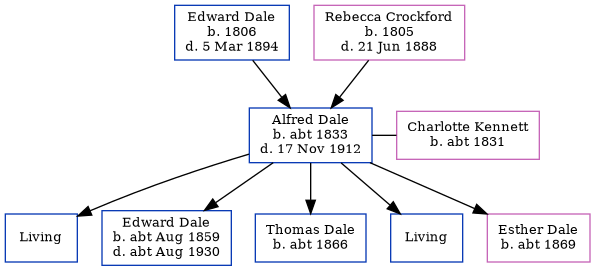 Edward Dale
b. 1806
d. 5 Mar 1894
Rebecca Crockford
b. 1805
d. 21 Jun 1888
Alfred Dale
b. abt 1833
d. 17 Nov 1912
Charlotte Kennett
b. abt 1831
Living
Edward Dale
b. abt Aug 1859
d. abt Aug 1930
Thomas Dale
b. abt 1866
Living
Esther Dale
b. abt 1869